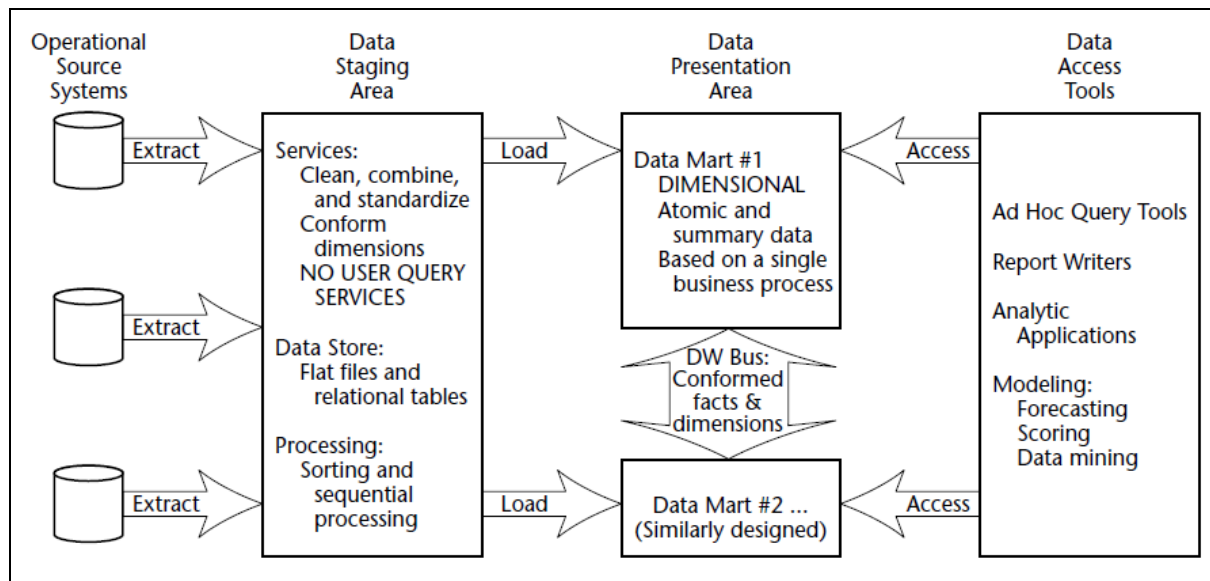 Operational
Source
Systems
Data
Staging
Area
Data
Presentation
Area
Data
Access
Tools
Extract
Extract
Extract
Services:
Clean, combine,
and standardize
Conform
dimensions
NO USER QUERY
SERVICES
Data Store:
Flat files and
relational tables
Processing:
Sorting and
sequential
processing
Load
Load
Data Mart #1
DIMENSIONAL
Atomic and
summary data
Based on a single
business process
DW Bus:
Conformed
facts &
dimensions
Data Mart #2 ...
(Similarly designed)
Access
Access
Ad Hoc Query Tools
Report Writers
Analytic
Applications
Modeling:
Forecasting
Scoring
Data mining